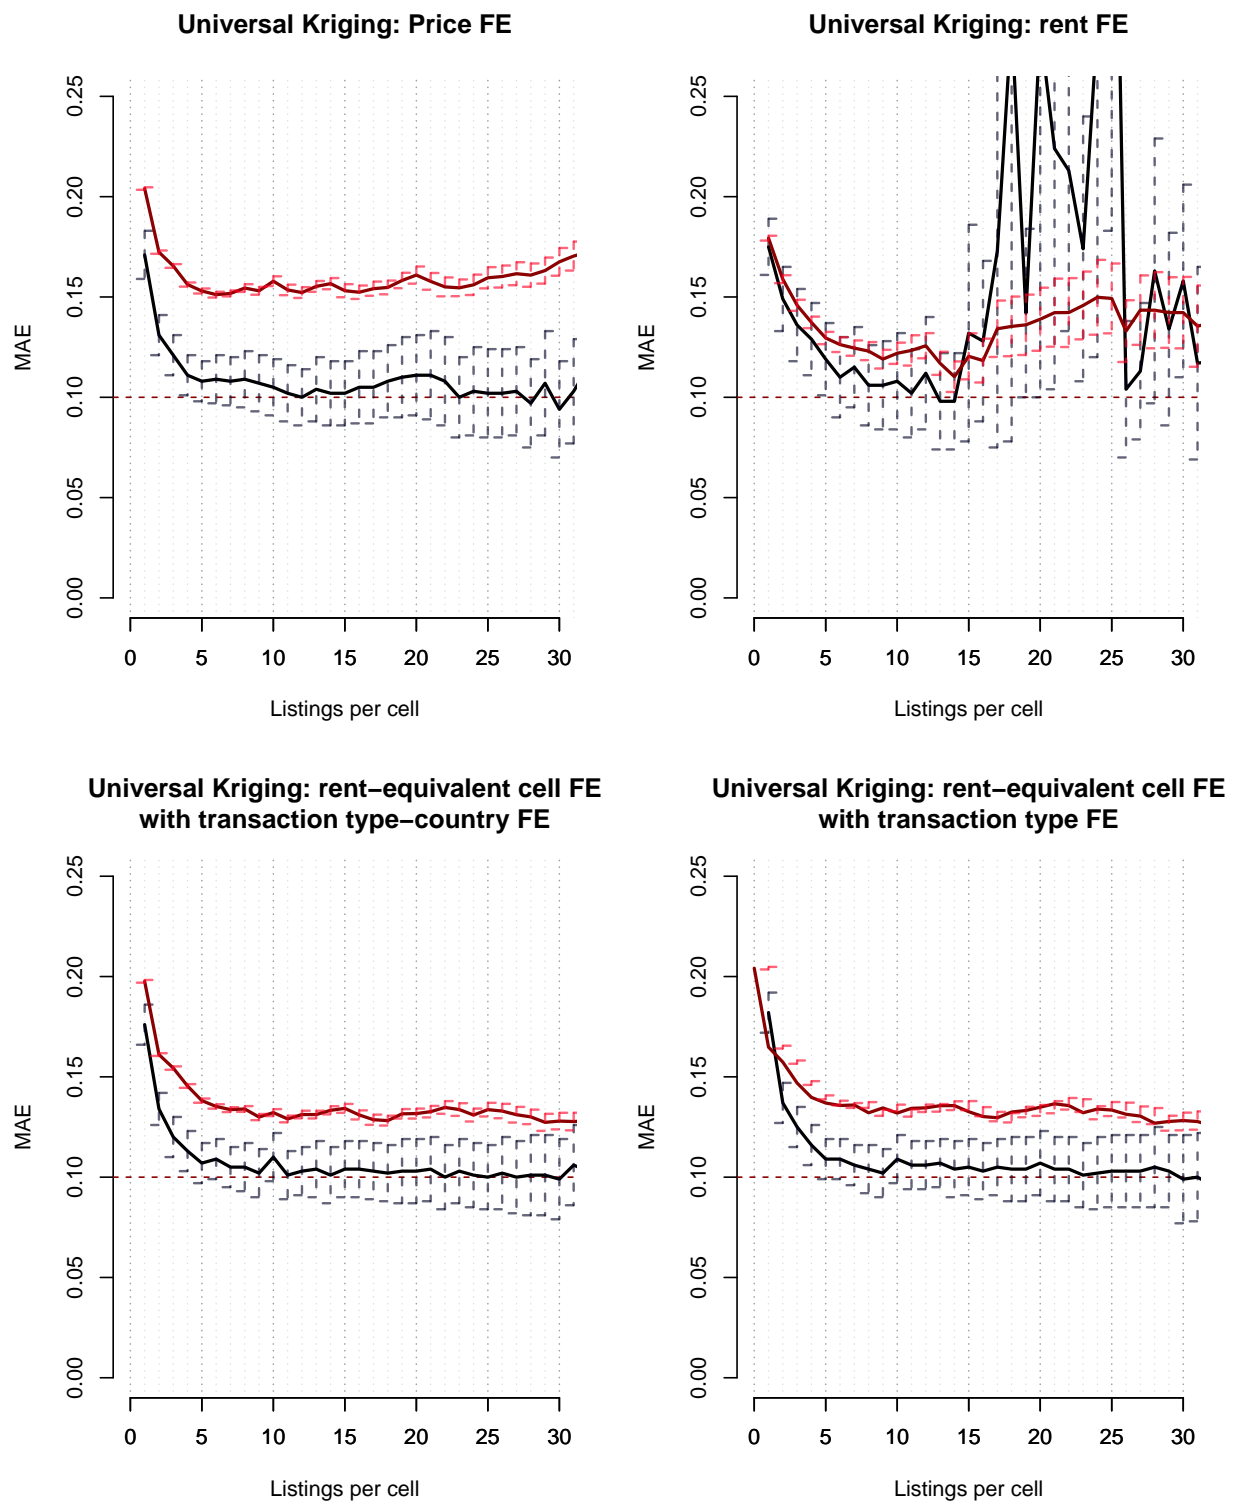 Universal Kriging: Price FE
MAE
0.25
0.20
0.15
0.10
0.05
0.00
0 5 10 15 20 25 30
Listings per cell
Universal Kriging: rent FE
MAE
0.25
0.20
0.15
0.10
0.05
0.00
0 5 10 15 20 25 30
Listings per cell
Universal Kriging: rent−equivalent cell FE
with transaction type−country FE
MAE
0.25
0.20
0.15
0.10
0.05
0.00
0 5 10 15 20 25 30
Listings per cell
Universal Kriging: rent−equivalent cell FE
with transaction type FE
MAE
0.25
0.20
0.15
0.10
0.05
0.00
0 5 10 15 20 25 30
Listings per cell